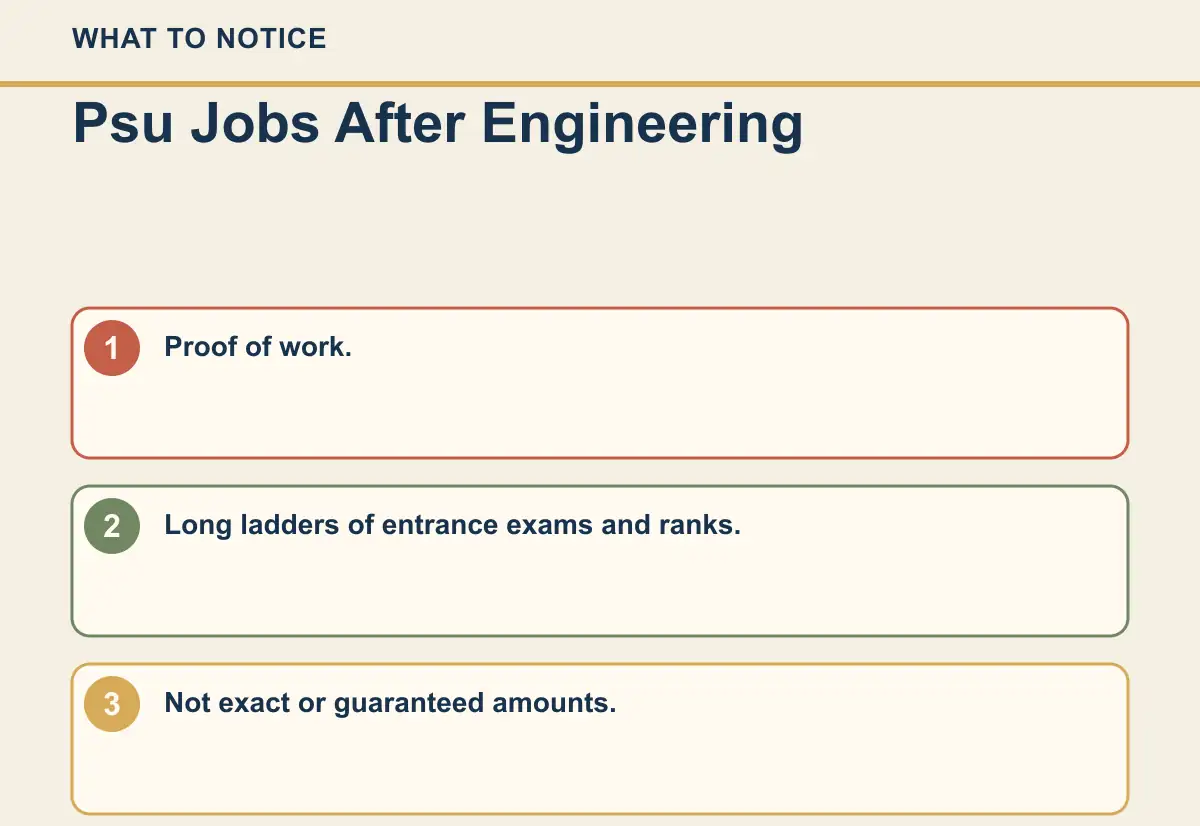 WHAT TO NOTICE
Psu Jobs After Engineering
1 Proof of work.
2 Long ladders of entrance exams and ranks.
3 Not exact or guaranteed amounts.